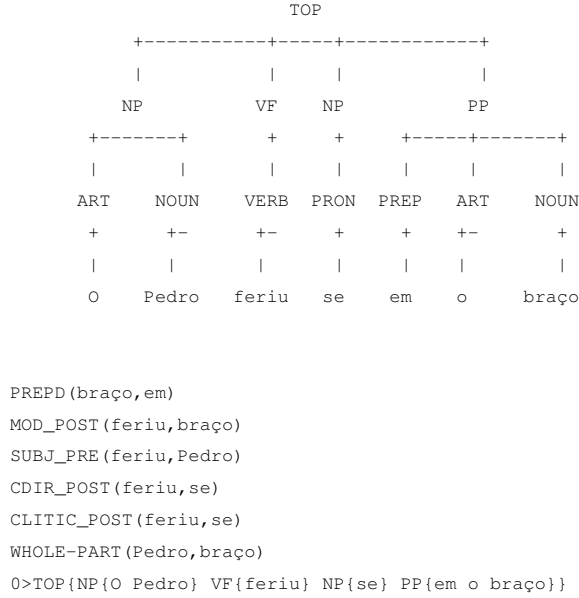 TOP
+-----------+-----+------------+
| | | |
NP VF NP PP
+-------+ + + +-----+-------+
| | | | | | |
ART NOUN VERB PRON PREP ART NOUN
+ +- +- + + +- +
| | | | | | |
O Pedro feriu se em o braço
PREPD(braço,em)
MOD_POST(feriu,braço)
SUBJ_PRE(feriu,Pedro)
CDIR_POST(feriu,se)
CLITIC_POST(feriu,se)
WHOLE-PART(Pedro,braço)
0>TOP{NP{O Pedro} VF{feriu} NP{se} PP{em o braço}}